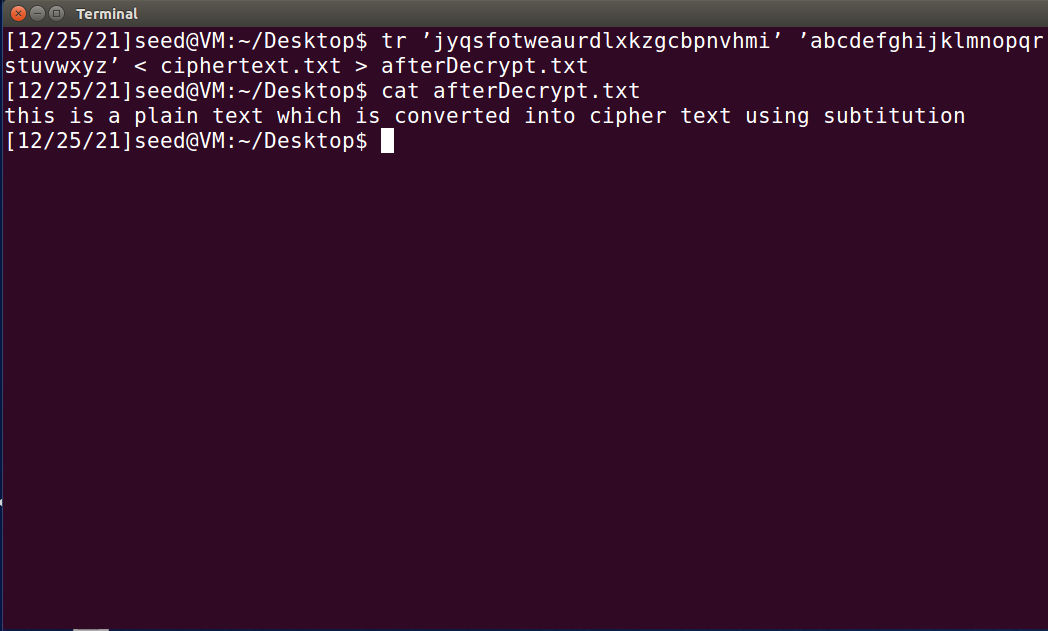 Terminal
[12/25/21]seed@VM:~/Desktop$ tr ’jyqsfotweaurdlxkzgcbpnvhmi’ ’abcdefghijklmnopqr
stuvwxyz’ < ciphertext.txt > afterDecrypt.txt
[12/25/21]seed@VM:~/Desktop$ cat afterDecrypt.txt
this is a plain text which is converted into cipher text using subtitution
[12/25/21]seed@VM:~/Desktop$